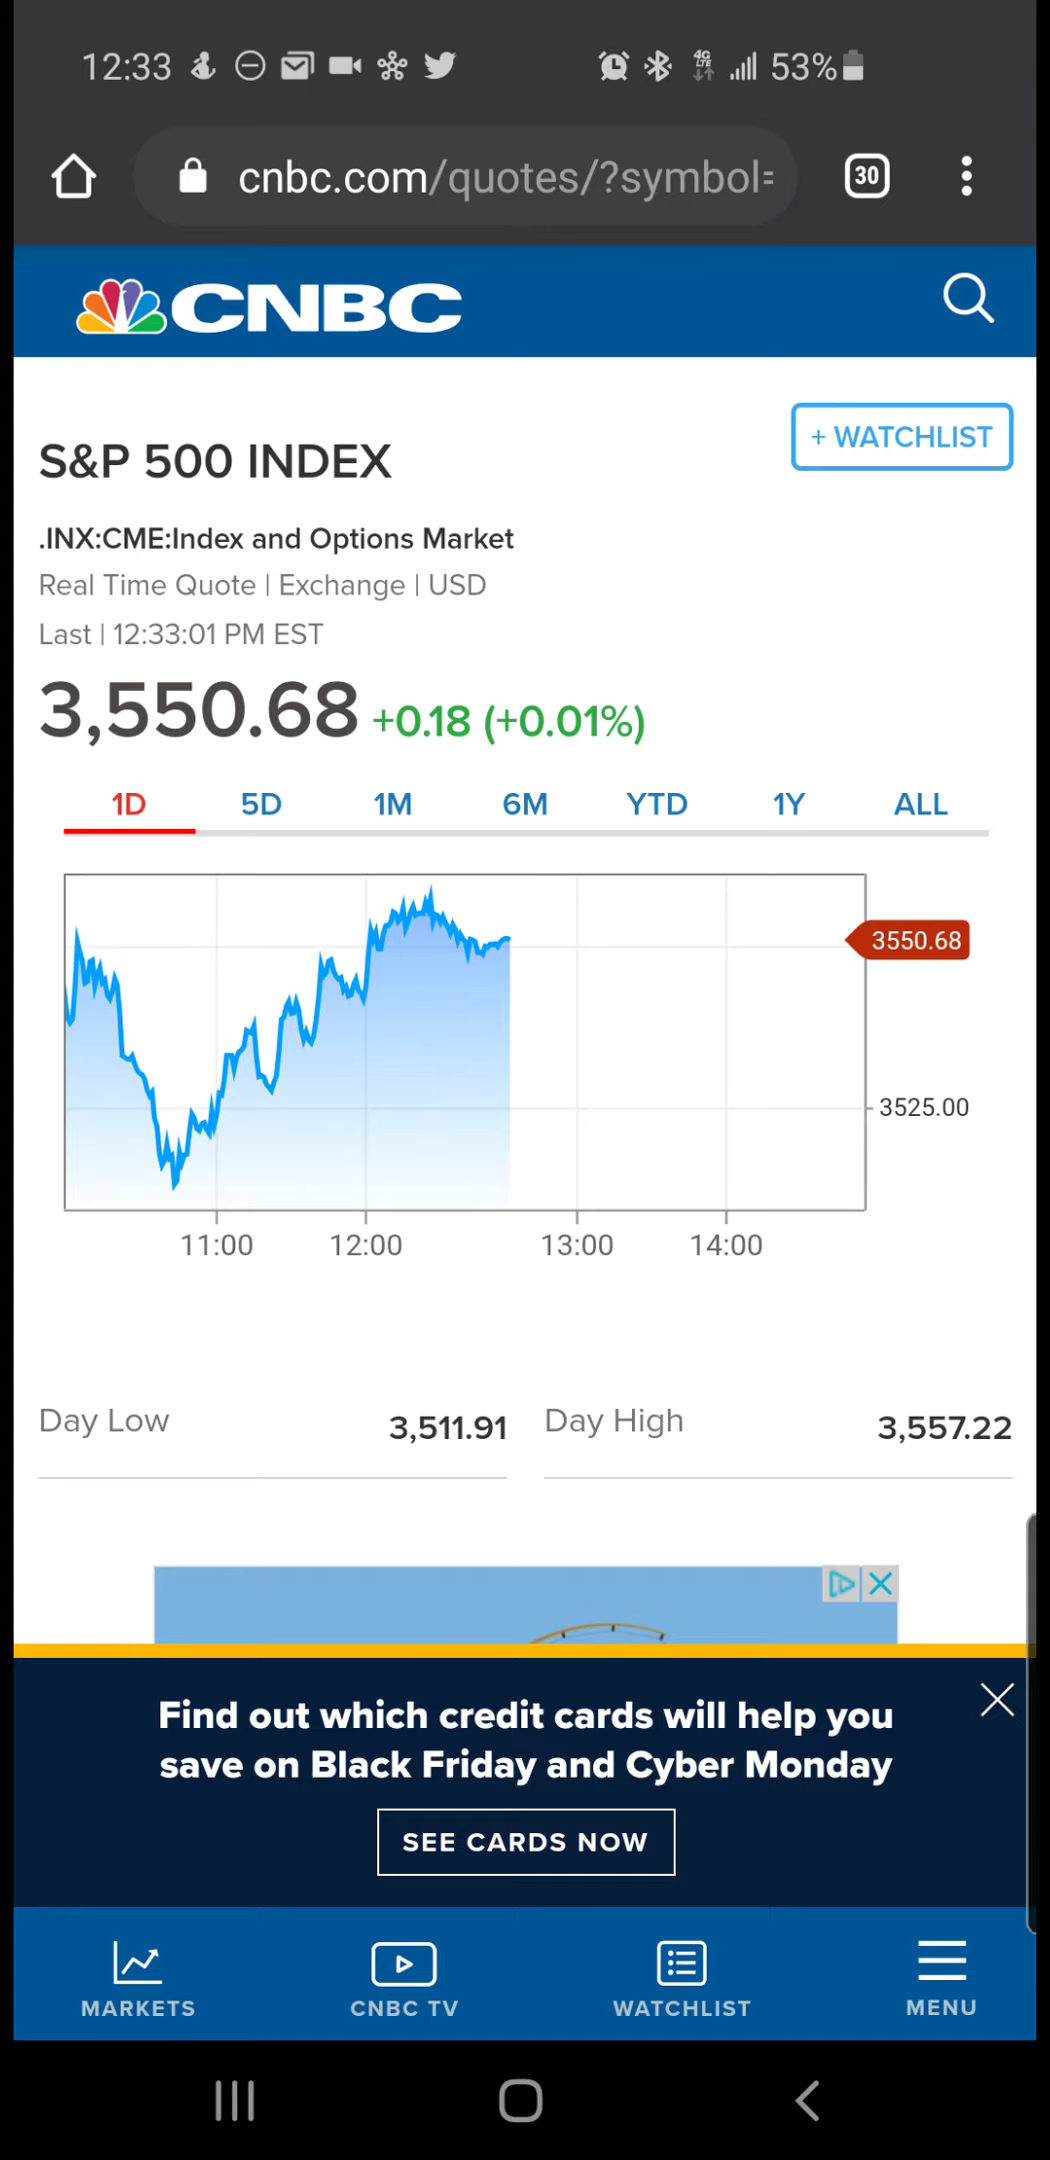 12:33 4G LTE 53%
cnbc.com/quotes/?symbol=
30
CNBC
+ WATCHLIST
S&P 500 INDEX
.INX:CME:Index and Options Market
Real Time Quote | Exchange | USD
Last | 12:33:01 PM EST
3,550.68 +0.18 (+0.01%)
1D 5D 1M 6M YTD 1Y ALL
3550.68
3525.00
11:00 12:00 13:00 14:00
Day Low 3,511.91 Day High 3,557.22
Find out which credit cards will help you
save on Black Friday and Cyber Monday
SEE CARDS NOW
MARKETS CNBC TV WATCHLIST MENU